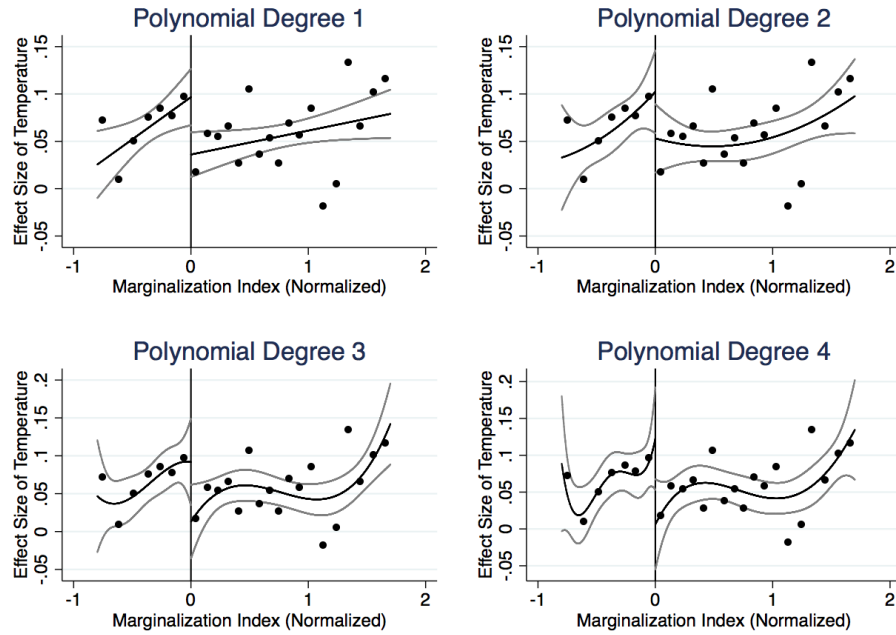 Polynomial Degree 1
Effect Size of Temperature
-.05 0 .05 .1 .15
-1 0 1 2
Marginalization Index (Normalized)
Polynomial Degree 2
Effect Size of Temperature
-.05 0 .05 .1 .15
-1 0 1 2
Marginalization Index (Normalized)
Polynomial Degree 3
Effect Size of Temperature
-.05 0 .05 .1 .15 .2
-1 0 1 2
Marginalization Index (Normalized)
Polynomial Degree 4
Effect Size of Temperature
-.05 0 .05 .1 .15 .2
-1 0 1 2
Marginalization Index (Normalized)